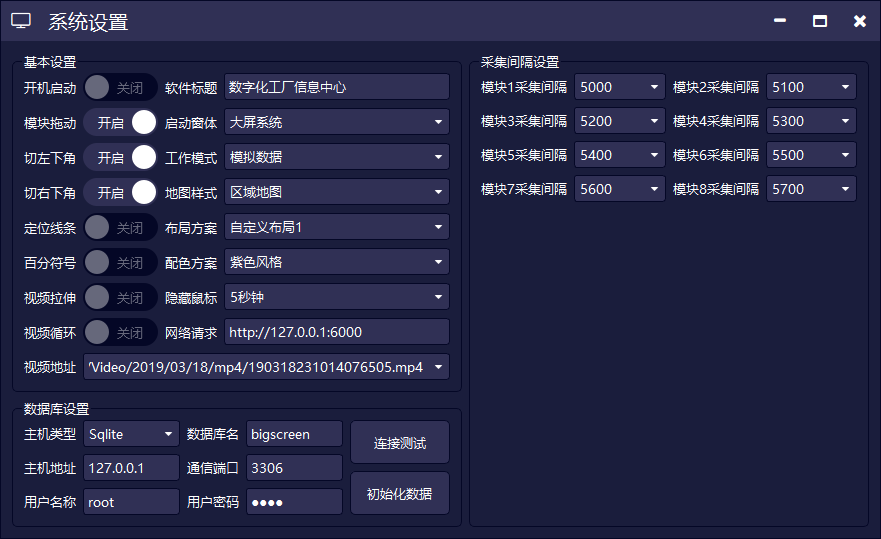 系统设置
基本设置
开机启动 关闭 软件标题 数字化工厂信息中心
模块拖动 开启 启动窗体 大屏系统
切左下角 开启 工作模式 模拟数据
切右下角 开启 地图样式 区域地图
定位线条 关闭 布局方案 自定义布局1
百分符号 关闭 配色方案 紫色风格
视频拉伸 关闭 隐藏鼠标 5秒钟
视频循环 关闭 网络请求 http://127.0.0.1:6000
视频地址 'Video/2019/03/18/mp4/190318231014076505.mp4
数据库设置
主机类型 Sqlite 数据库名 bigscreen
主机地址 127.0.0.1 通信端口 3306
用户名称 root 用户密码 ●●●●
连接测试
初始化数据
采集间隔设置
模块1采集间隔 5000 模块2采集间隔 5100
模块3采集间隔 5200 模块4采集间隔 5300
模块5采集间隔 5400 模块6采集间隔 5500
模块7采集间隔 5600 模块8采集间隔 5700